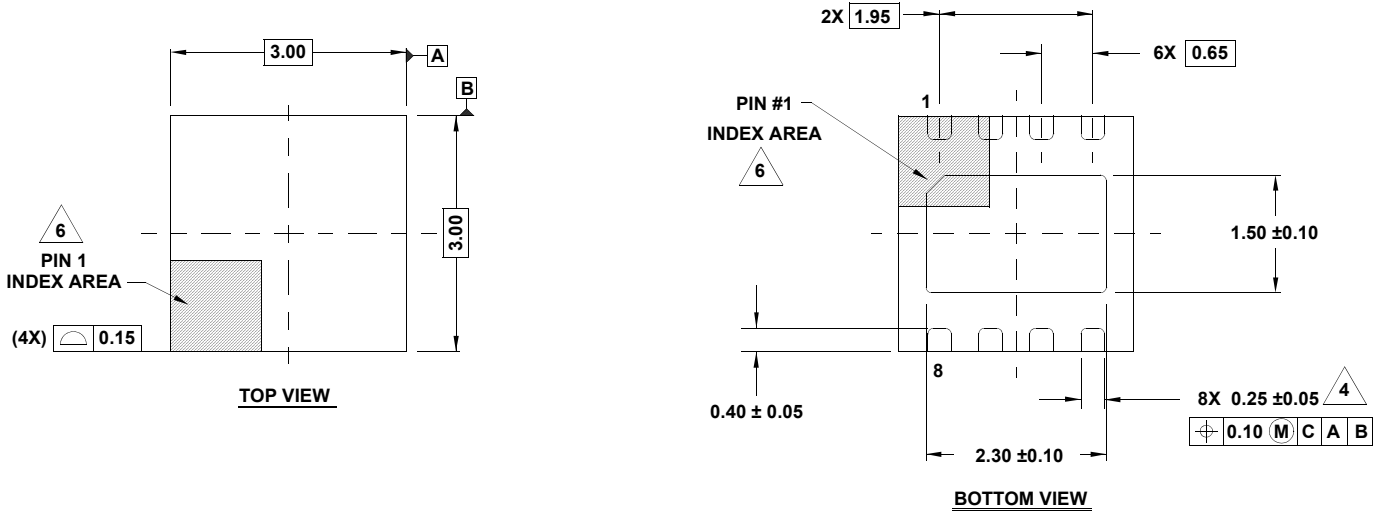 3.00
A
B
3.00
6
PIN 1
INDEX AREA
(4X) 0.15
TOP VIEW
2X 1.95
6X 0.65
PIN #1
INDEX AREA
6
1
1.50 ±0.10
8
0.40 ± 0.05
8X 0.25 ±0.05 4
0.10 M C A B
2.30 ±0.10
BOTTOM VIEW